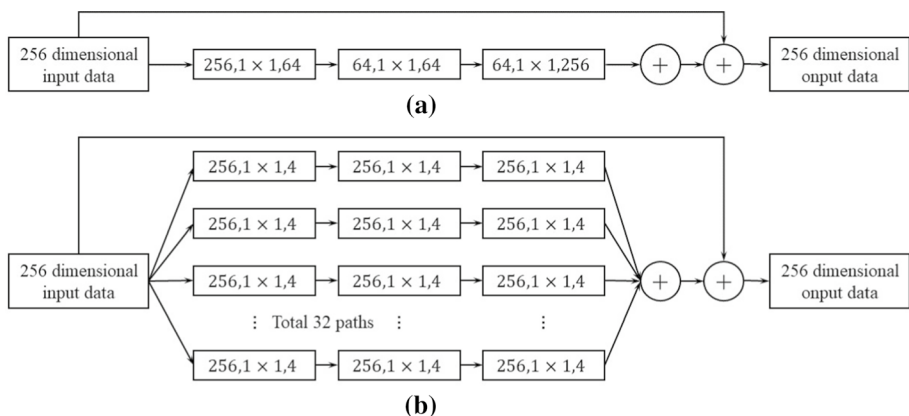 256 dimensional
input data
256,1 × 1,64
64,1 × 1,64
64,1 × 1,256
+
+
256 dimensional
onput data
(a)
256,1 × 1,4
256,1 × 1,4
256,1 × 1,4
256,1 × 1,4
256,1 × 1,4
256,1 × 1,4
256 dimensional
input data
256,1 × 1,4
256,1 × 1,4
256,1 × 1,4
+
+
256 dimensional
onput data
⋮ Total 32 paths ⋮ ⋮
256,1 × 1,4
256,1 × 1,4
256,1 × 1,4
(b)